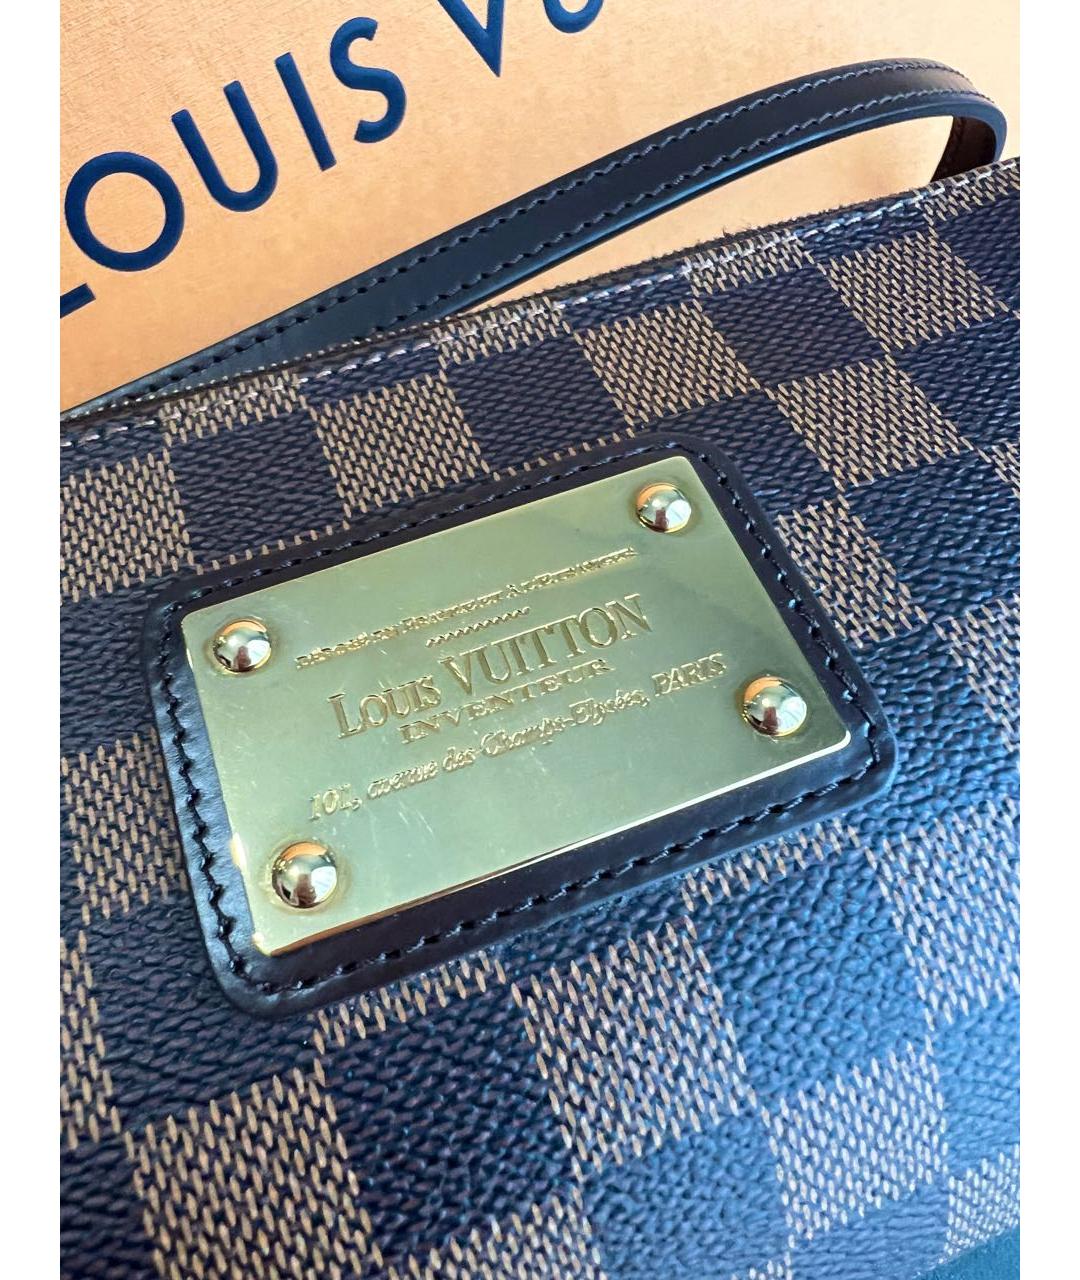 LOUIS VU
LOUIS VUITTON
INVENTEUR
101, avenue des Champs-Elysées, PARIS